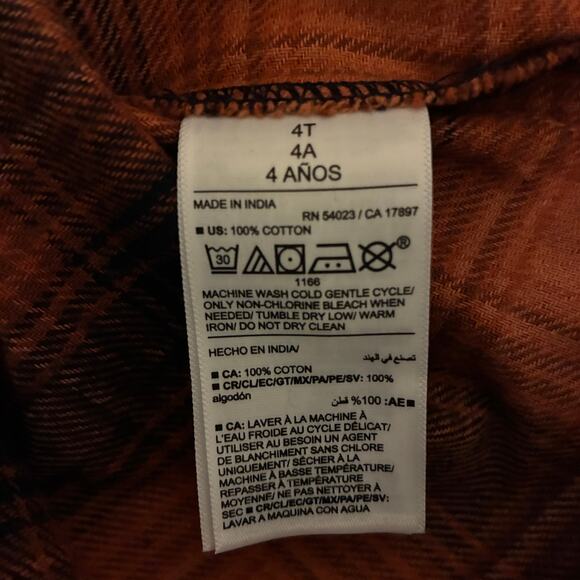 4T
4A
4 AÑOS
MADE IN INDIA
RN 54023 / CA 17897
■ US: 100% COTTON
30
®
1166
MACHINE WASH COLD GENTLE CYCLE/
ONLY NON-CHLORINE BLEACH WHEN
NEEDED/ TUMBLE DRY LOW/ WARM
IRON/ DO NOT DRY CLEAN
HECHO EN INDIA/
تصنع في الهند
■ CA: 100% COTON
■ CR/CL/EC/GT/MX/PA/PE/SV: 100%
algodón
■ AE: 100% قطن
■ CA: LAVER À LA MACHINE À
L'EAU FROIDE AU CYCLE DÉLICAT/
UTILISER AU BESOIN UN AGENT
DE BLANCHIMENT SANS CHLORE
UNIQUEMENT/ SÉCHER À LA
MACHINE À BASSE TEMPÉRATURE/
REPASSER À TEMPÉRATURE
MOYENNE/ NE PAS NETTOYER À
SEC ■ CR/CL/EC/GT/MX/PA/PE/SV:
LAVAR A MAQUINA CON AGUA